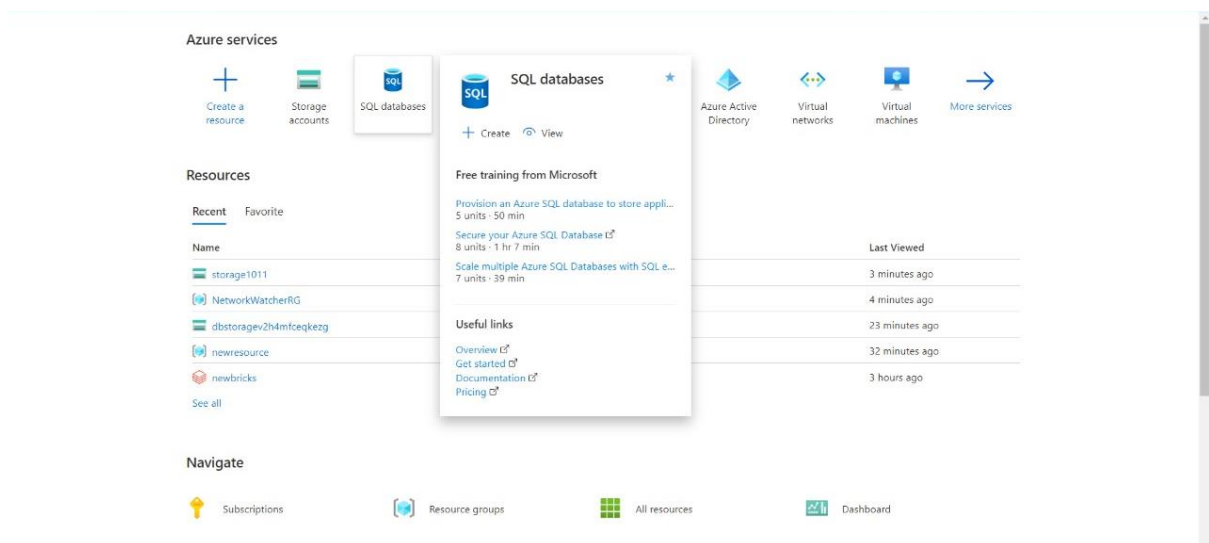 Azure services
Create a resource
Storage accounts
SQL
SQL databases
SQL
SQL databases
Create
View
Azure Active Directory
Virtual networks
Virtual machines
More services
Free training from Microsoft
Provision an Azure SQL database to store appli...
5 units · 50 min
Secure your Azure SQL Database
8 units · 1 hr 7 min
Scale multiple Azure SQL Databases with SQL e...
7 units · 39 min
Useful links
Overview
Get started
Documentation
Pricing
Resources
Recent Favorite
Name Last Viewed
storage1011 3 minutes ago
NetworkWatcherRG 4 minutes ago
dbstoragev2h4mfceqkezg 23 minutes ago
newresource 32 minutes ago
newbricks 3 hours ago
See all
Navigate
Subscriptions Resource groups All resources Dashboard